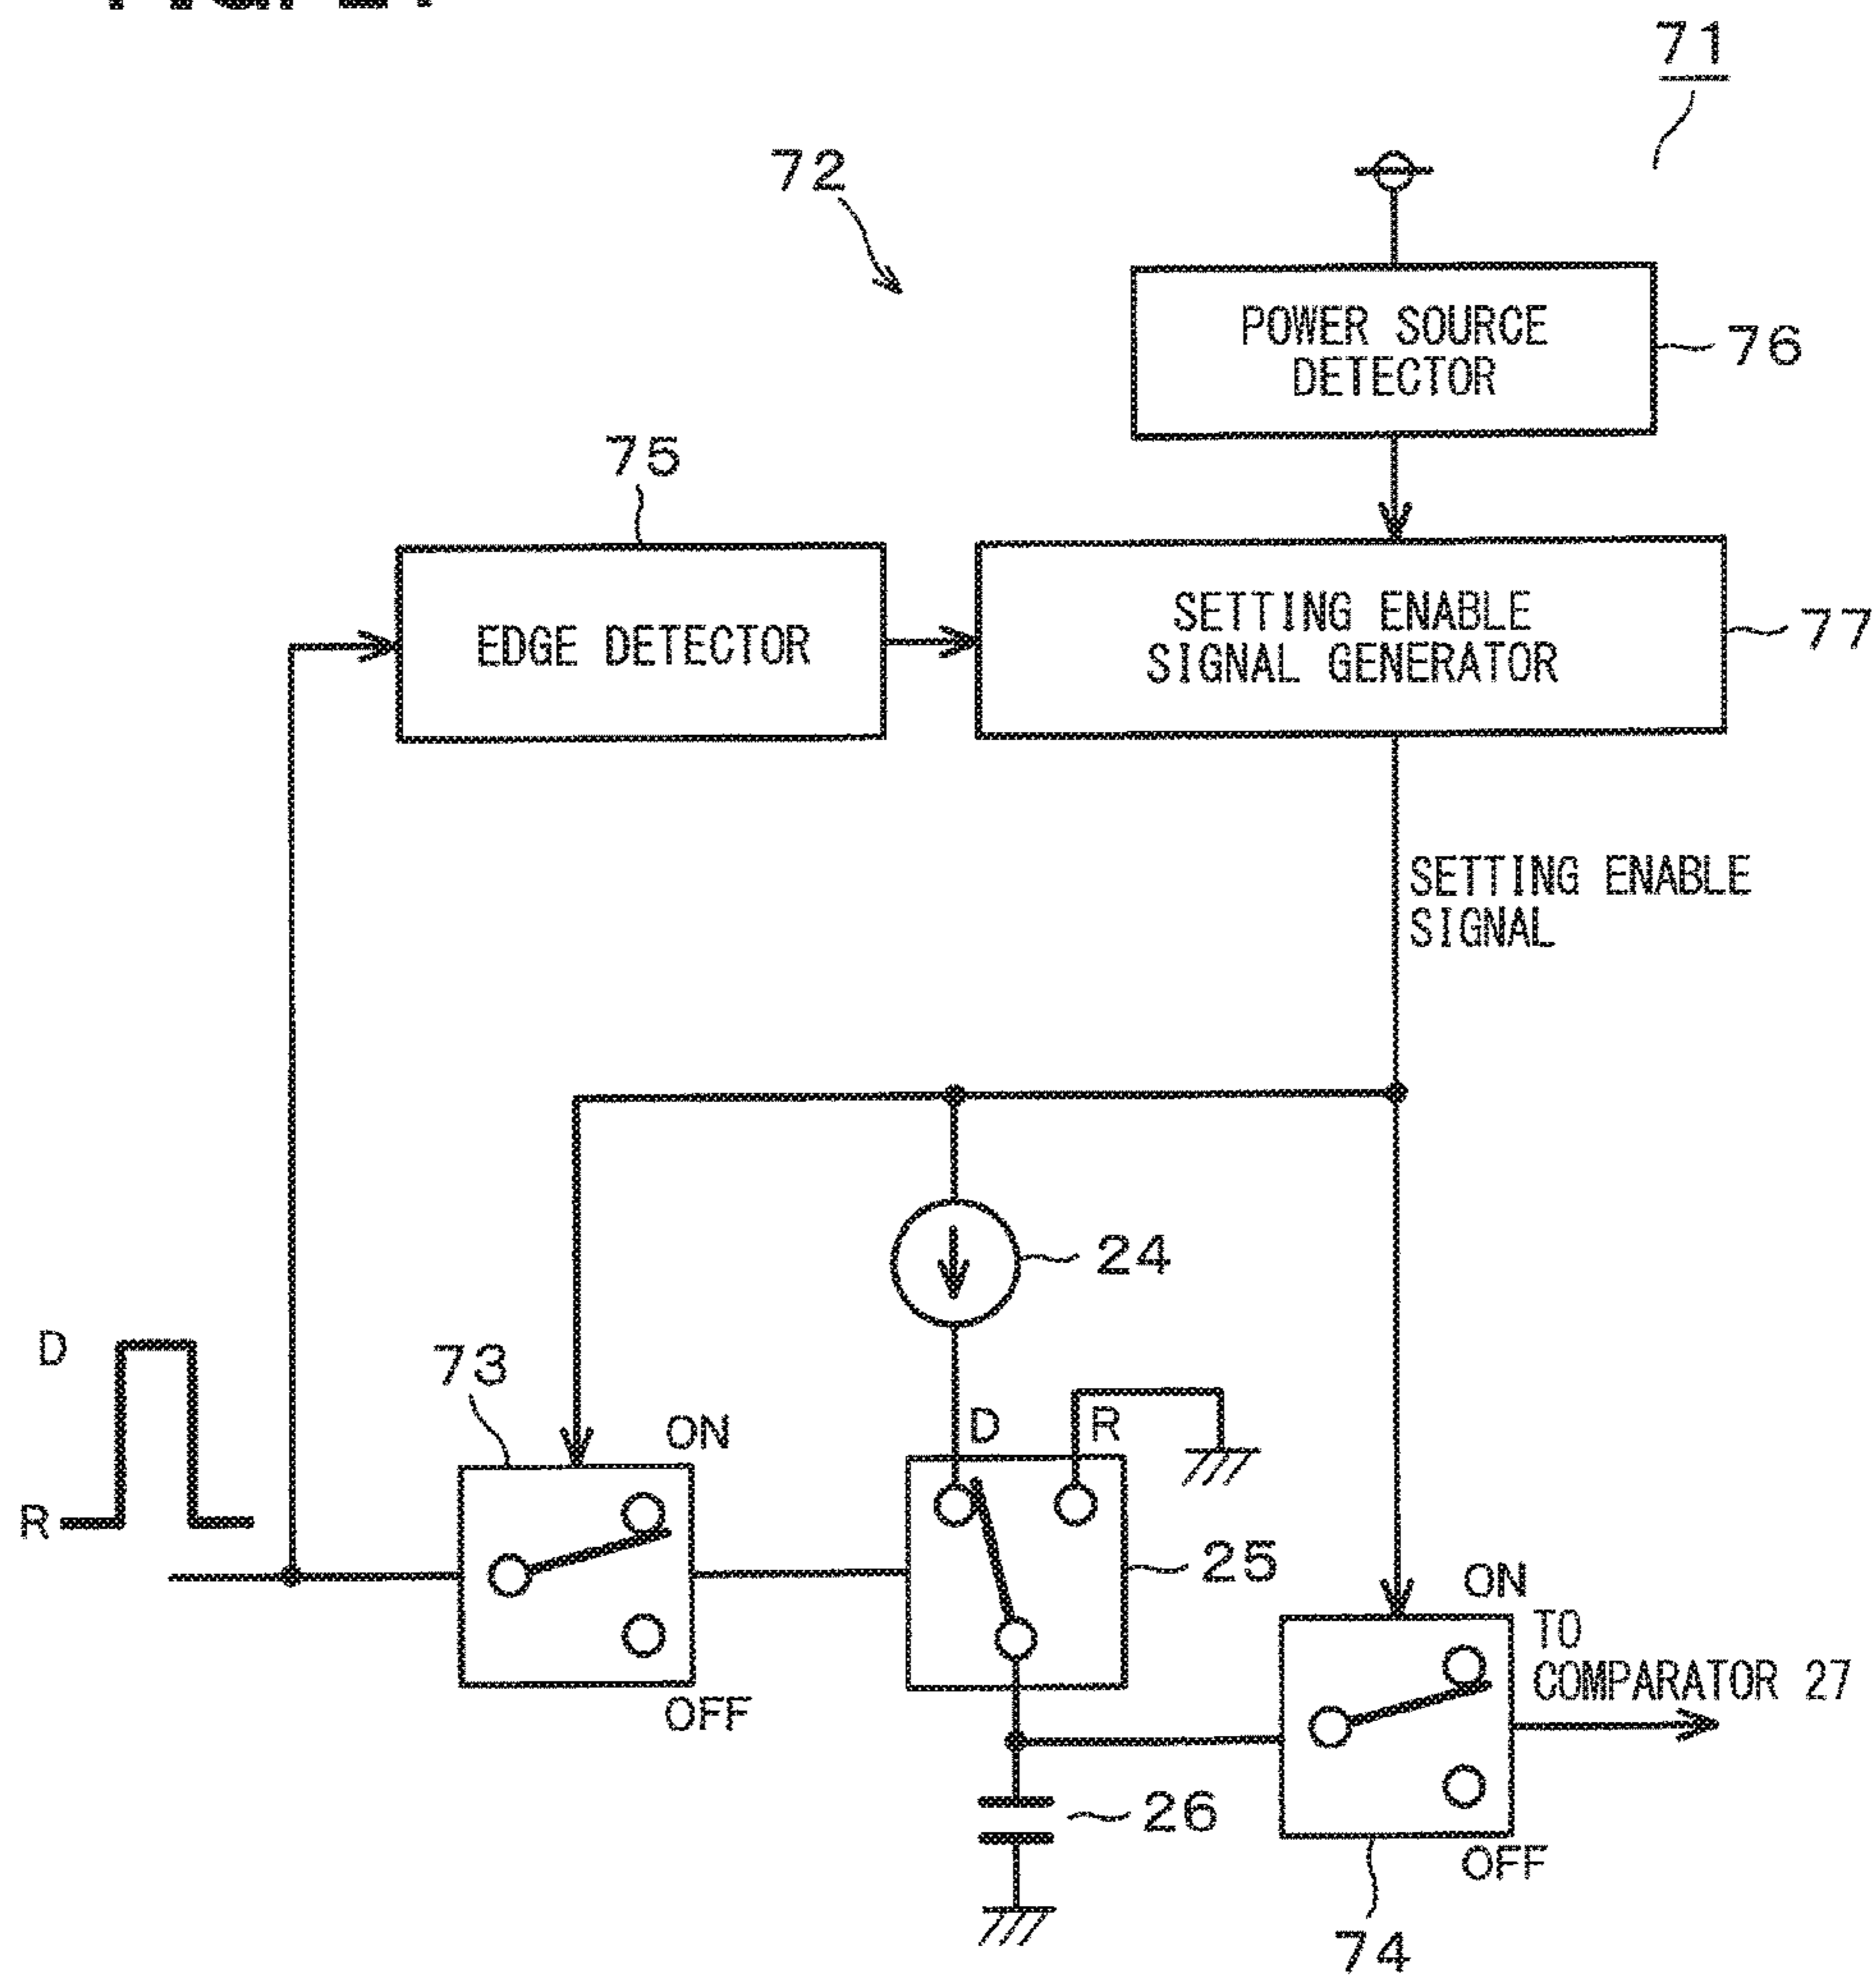 71
72
POWER SOURCE
DETECTOR
76
75
EDGE DETECTOR
SETTING ENABLE
SIGNAL GENERATOR
77
SETTING ENABLE
SIGNAL
24
D
R
73
ON
OFF
D
R
25
ON
OFF
TO
COMPARATOR 27
26
74